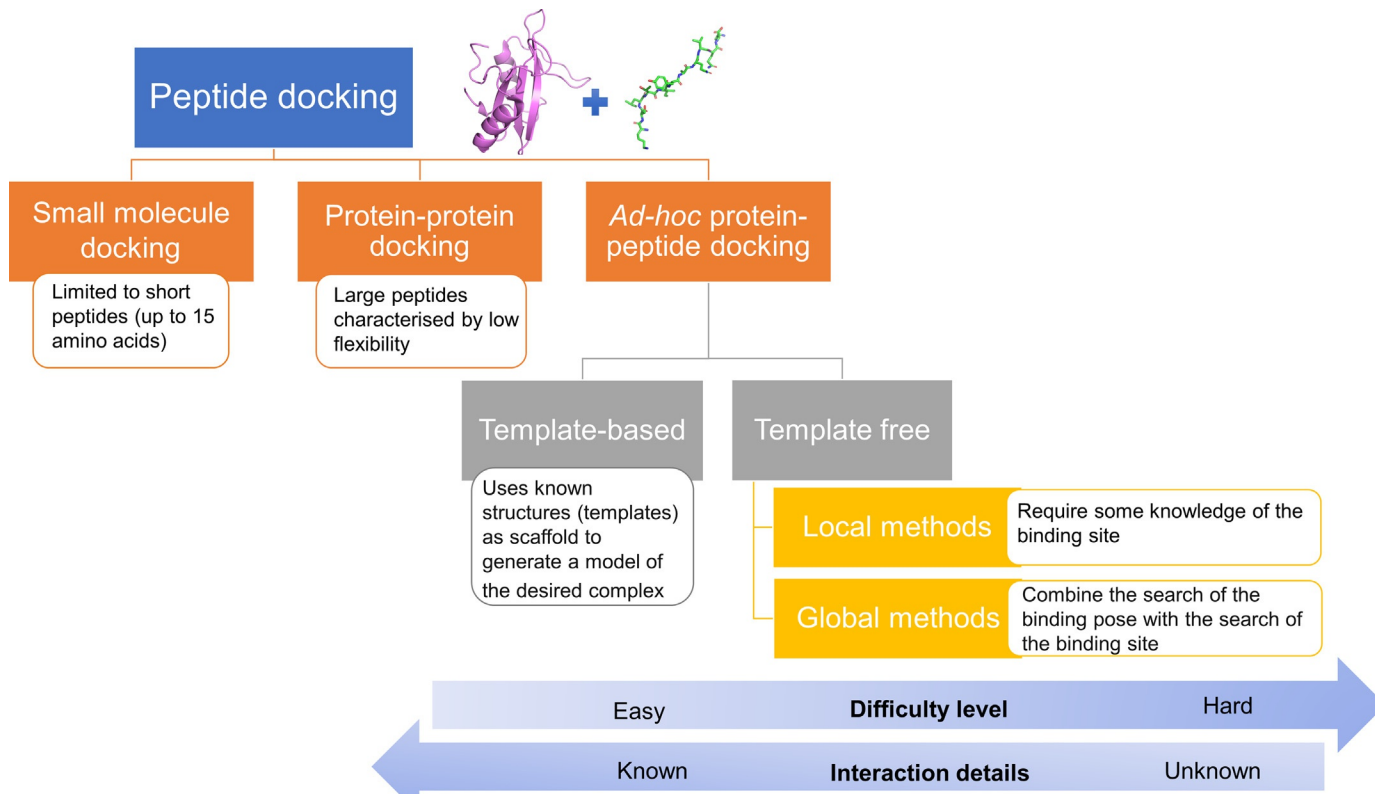 Peptide docking
Small molecule
docking
Limited to short
peptides (up to 15
amino acids)
Protein-protein
docking
Large peptides
characterised by low
flexibility
Ad-hoc protein-
peptide docking
Template-based
Uses known
structures (templates)
as scaffold to
generate a model of
the desired complex
Template free
Local methods
Require some knowledge of the
binding site
Global methods
Combine the search of the
binding pose with the search of
the binding site
Easy Difficulty level Hard
Known Interaction details Unknown